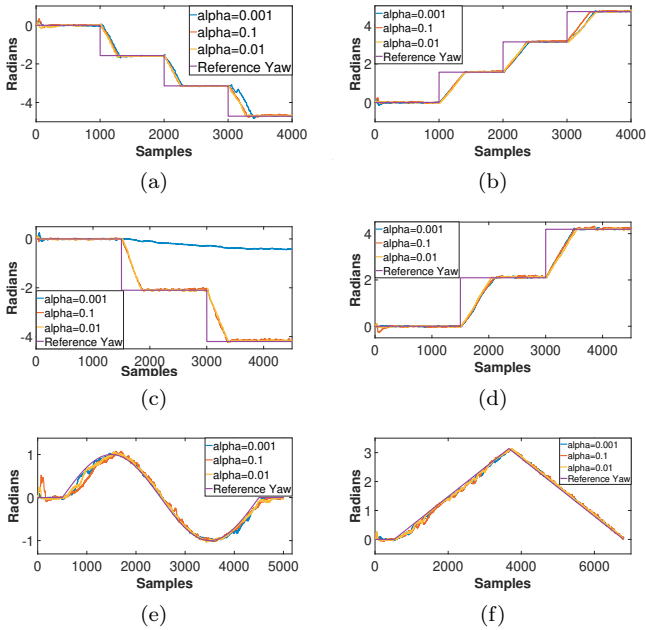 Radians
0
-2
-4
alpha=0.001
alpha=0.1
alpha=0.01
Reference Yaw
0 1000 2000 3000 4000
Samples
(a)
Radians
4
2
0
alpha=0.001
alpha=0.1
alpha=0.01
Reference Yaw
0 1000 2000 3000 4000
Samples
(b)
Radians
0
-2
-4
alpha=0.001
alpha=0.1
alpha=0.01
Reference Yaw
0 1000 2000 3000 4000
Samples
(c)
Radians
4
2
0
alpha=0.001
alpha=0.1
alpha=0.01
Reference Yaw
0 1000 2000 3000 4000
Samples
(d)
Radians
1
0
-1
alpha=0.001
alpha=0.1
alpha=0.01
Reference Yaw
0 1000 2000 3000 4000 5000
Samples
(e)
Radians
3
2
1
0
alpha=0.001
alpha=0.1
alpha=0.01
Reference Yaw
0 2000 4000 6000
Samples
(f)